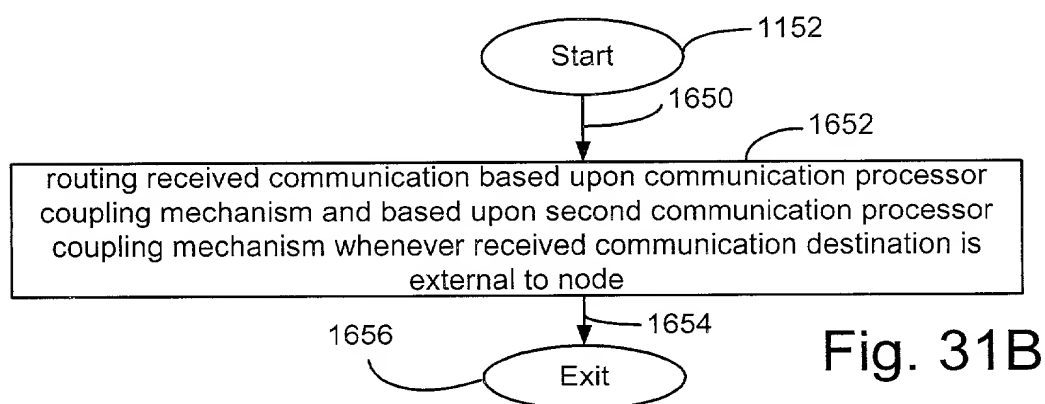 Start
1152
1650
1652
routing received communication based upon communication processor
coupling mechanism and based upon second communication processor
coupling mechanism whenever received communication destination is
external to node
1654
1656
Exit
Fig. 31B